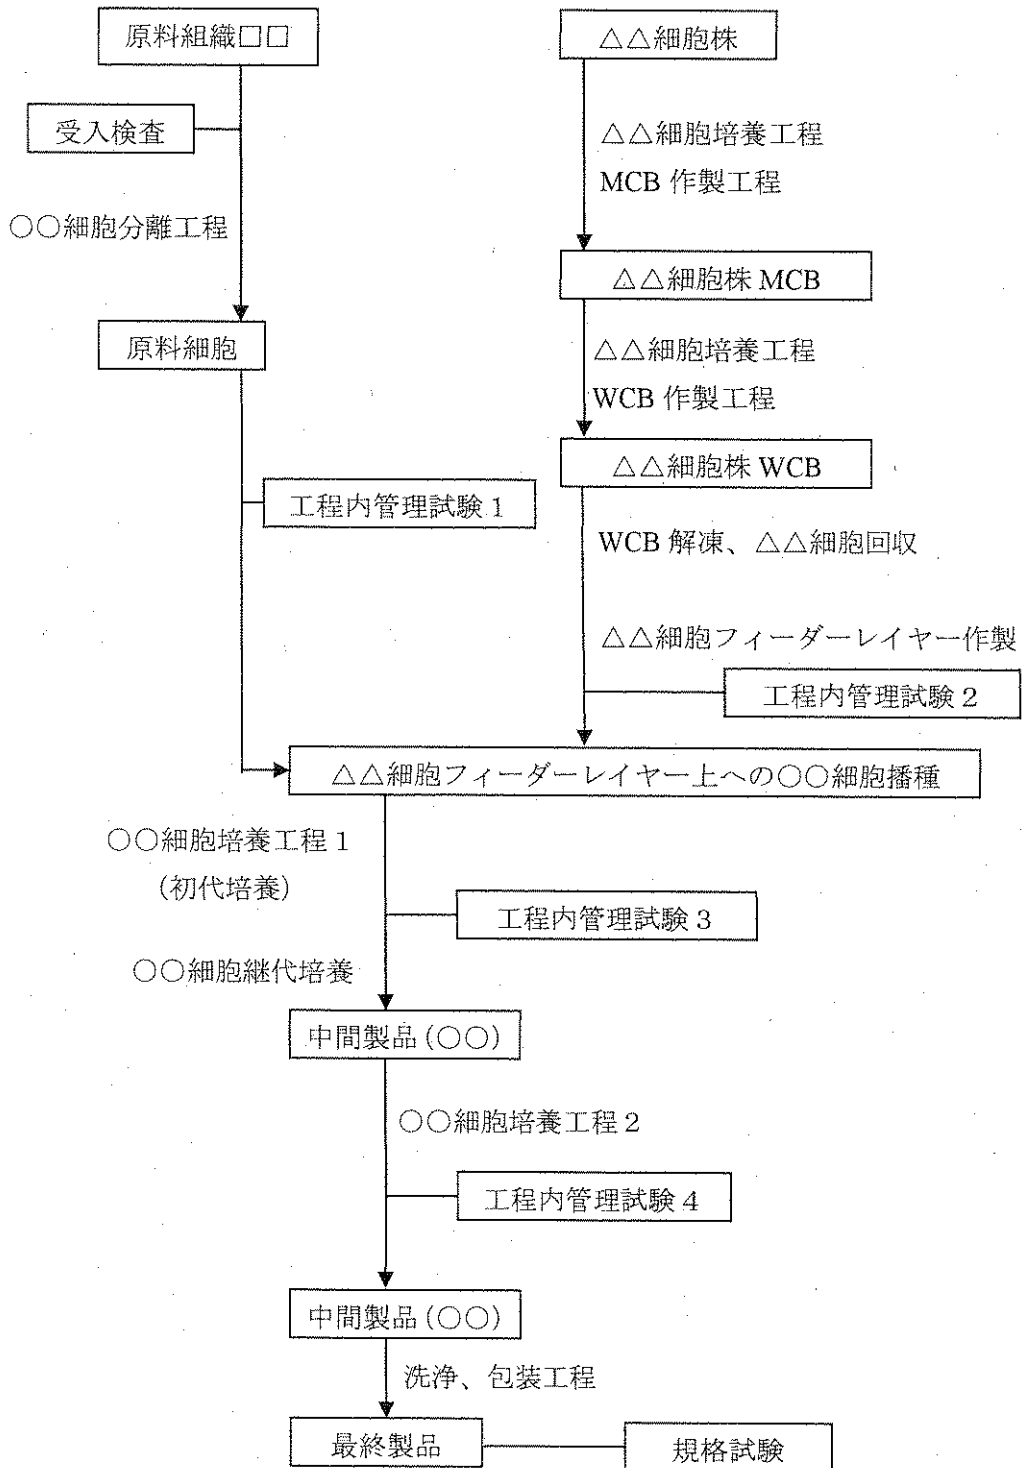 原料組織□□
△△細胞株
受入検査
△△細胞培養工程
MCB 作製工程
○○細胞分離工程
△△細胞株 MCB
原料細胞
△△細胞培養工程
WCB 作製工程
△△細胞株 WCB
工程内管理試験1
WCB 解凍、△△細胞回収
△△細胞フィーダーレイヤー作製
工程内管理試験2
△△細胞フィーダーレイヤー上への○○細胞播種
○○細胞培養工程1
(初代培養)
工程内管理試験3
○○細胞継代培養
中間製品(○○)
○○細胞培養工程2
工程内管理試験4
中間製品(○○)
洗浄、包装工程
最終製品
規格試験